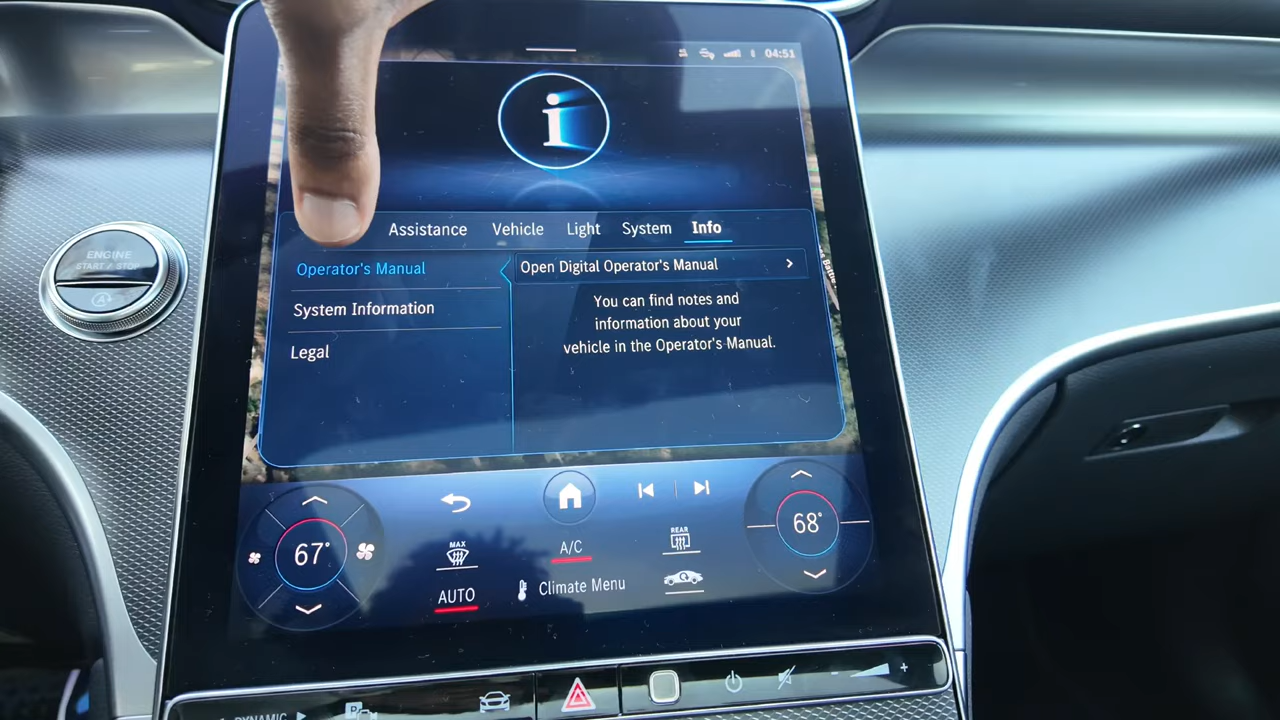 04:51
ENGINE
START / STOP
A
i
Assistance Vehicle Light System Info
Operator's Manual
System Information
Legal
Open Digital Operator's Manual >
You can find notes and
information about your
vehicle in the Operator's Manual.
67°
68°
MAX
A/C
REAR
AUTO
Climate Menu
DYNAMIC
P
- +